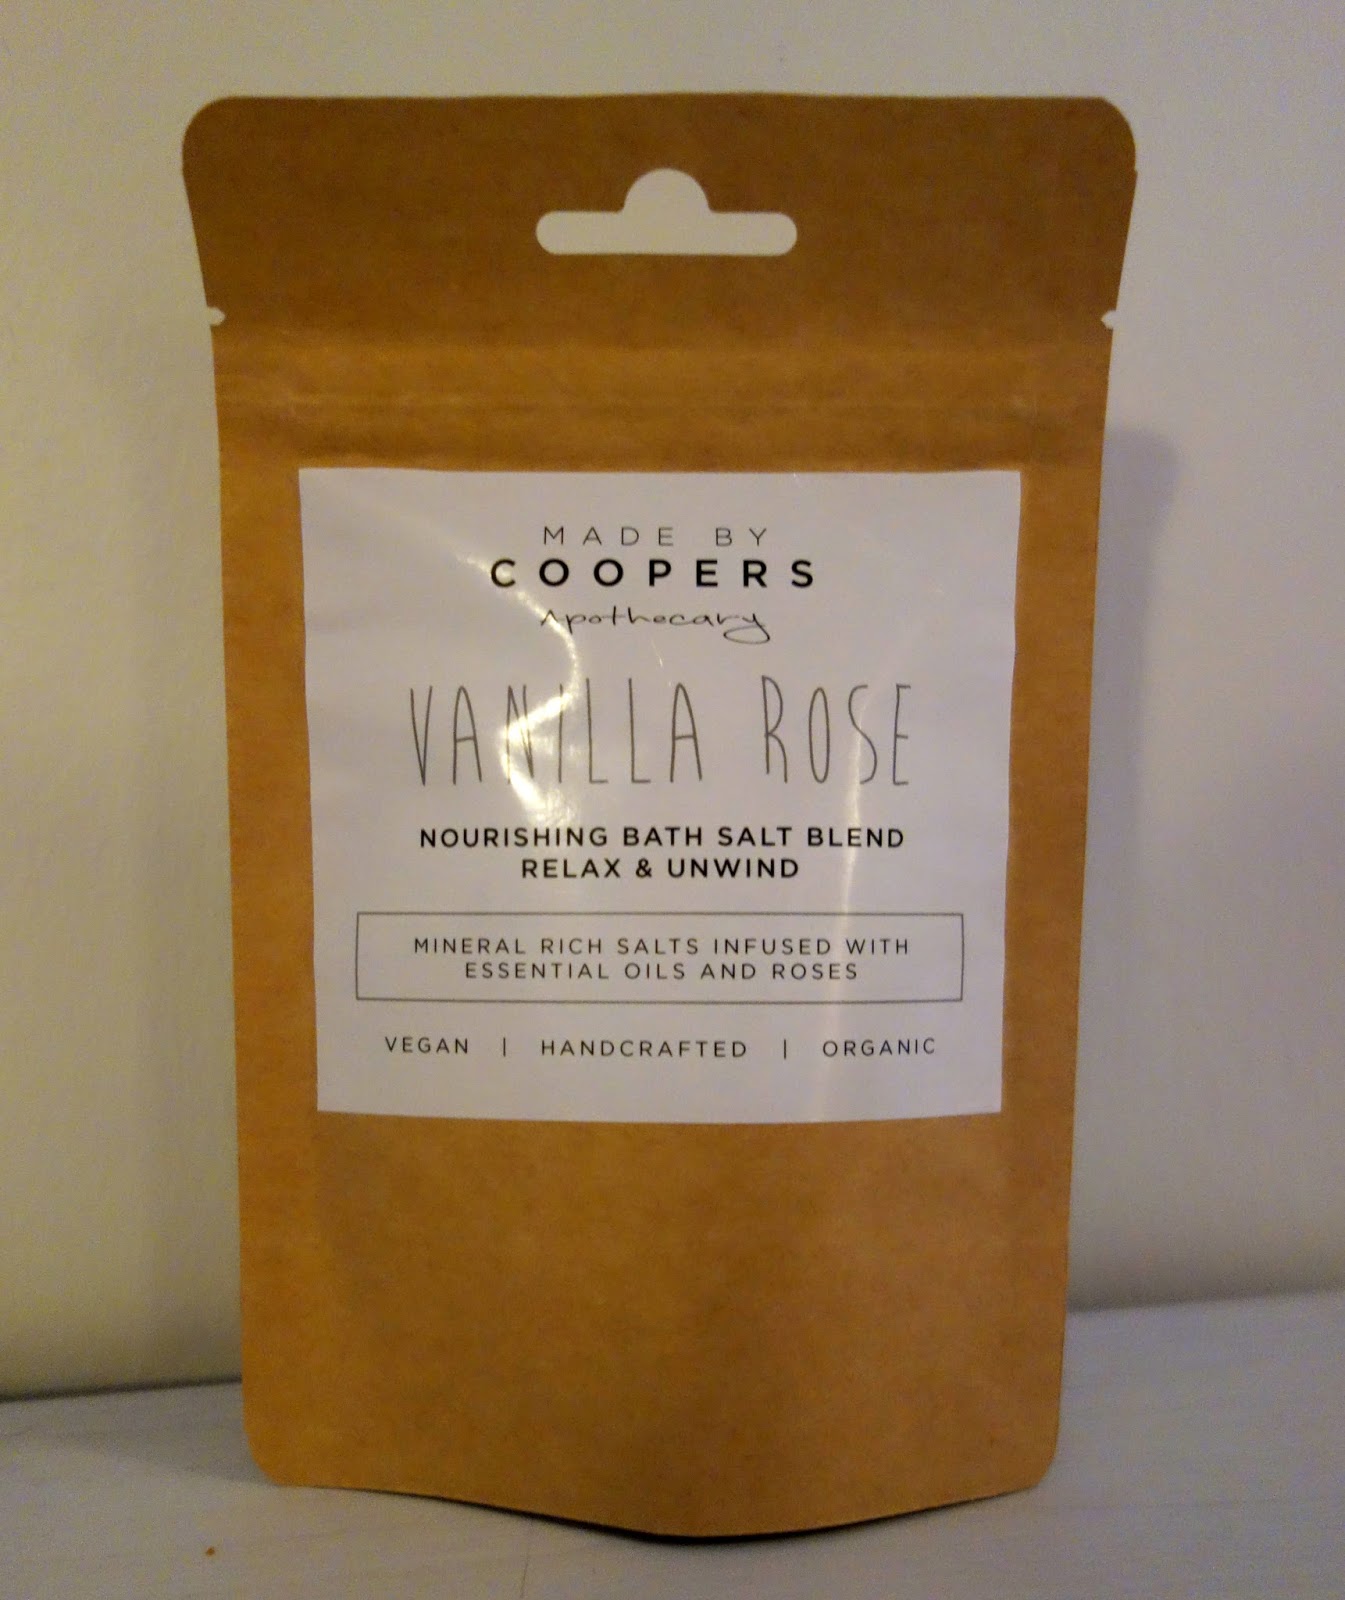 MADE BY
COOPERS
Apothecary
VANILLA ROSE
NOURISHING BATH SALT BLEND
RELAX & UNWIND
MINERAL RICH SALTS INFUSED WITH
ESSENTIAL OILS AND ROSES
VEGAN | HANDCRAFTED | ORGANIC